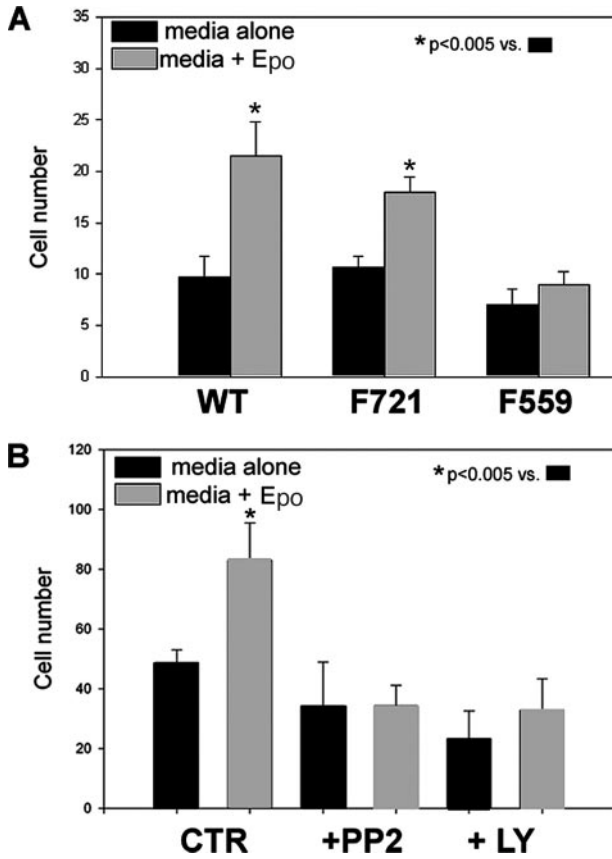 A
media alone
media + Epo
* p<0.005 vs.
35
30
25
20
15
10
5
0
Cell number
* *
WT F721 F559
B
media alone
media + Epo
* p<0.005 vs.
120
100
80
60
40
20
0
Cell number
*
CTR +PP2 + LY